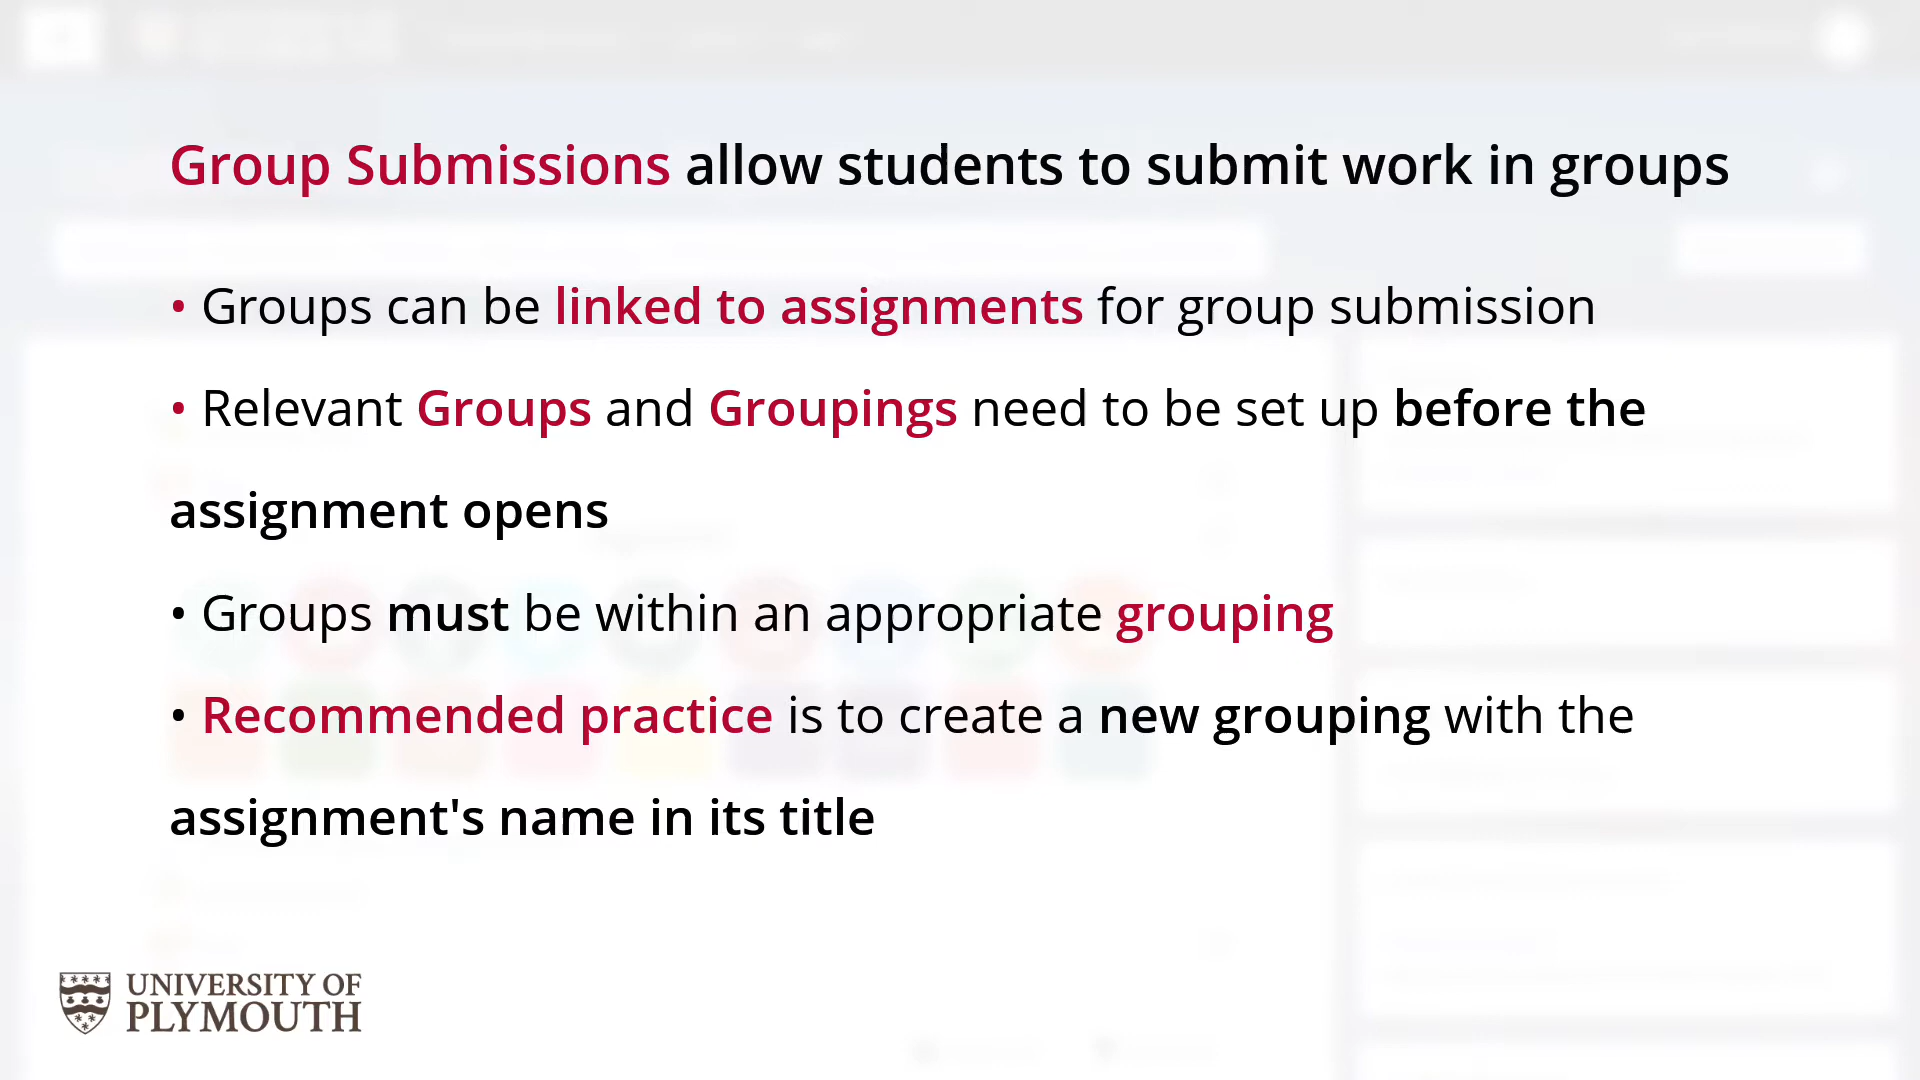 Group Submissions allow students to submit work in groups
• Groups can be linked to assignments for group submission
• Relevant Groups and Groupings need to be set up before the
assignment opens
• Groups must be within an appropriate grouping
• Recommended practice is to create a new grouping with the
assignment's name in its title
UNIVERSITY OF
PLYMOUTH